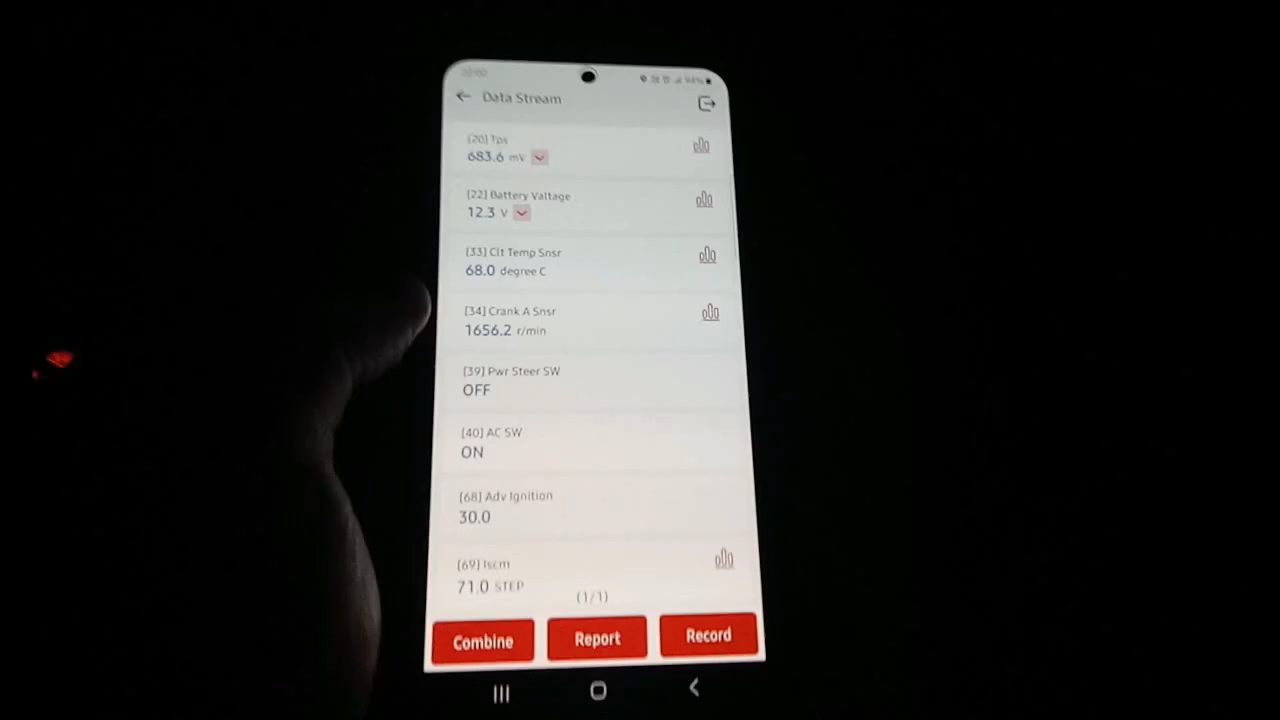 Data Stream
[20] Tps
683.6 mV
[22] Battery Valtage
12.3 V
[33] Clt Temp Snsr
68.0 degree C
[34] Crank A Snsr
1656.2 r/min
[39] Pwr Steer SW
OFF
[40] AC SW
ON
[68] Adv Ignition
30.0
[69] Iscm
71.0 STEP
(1/1)
Combine Report Record